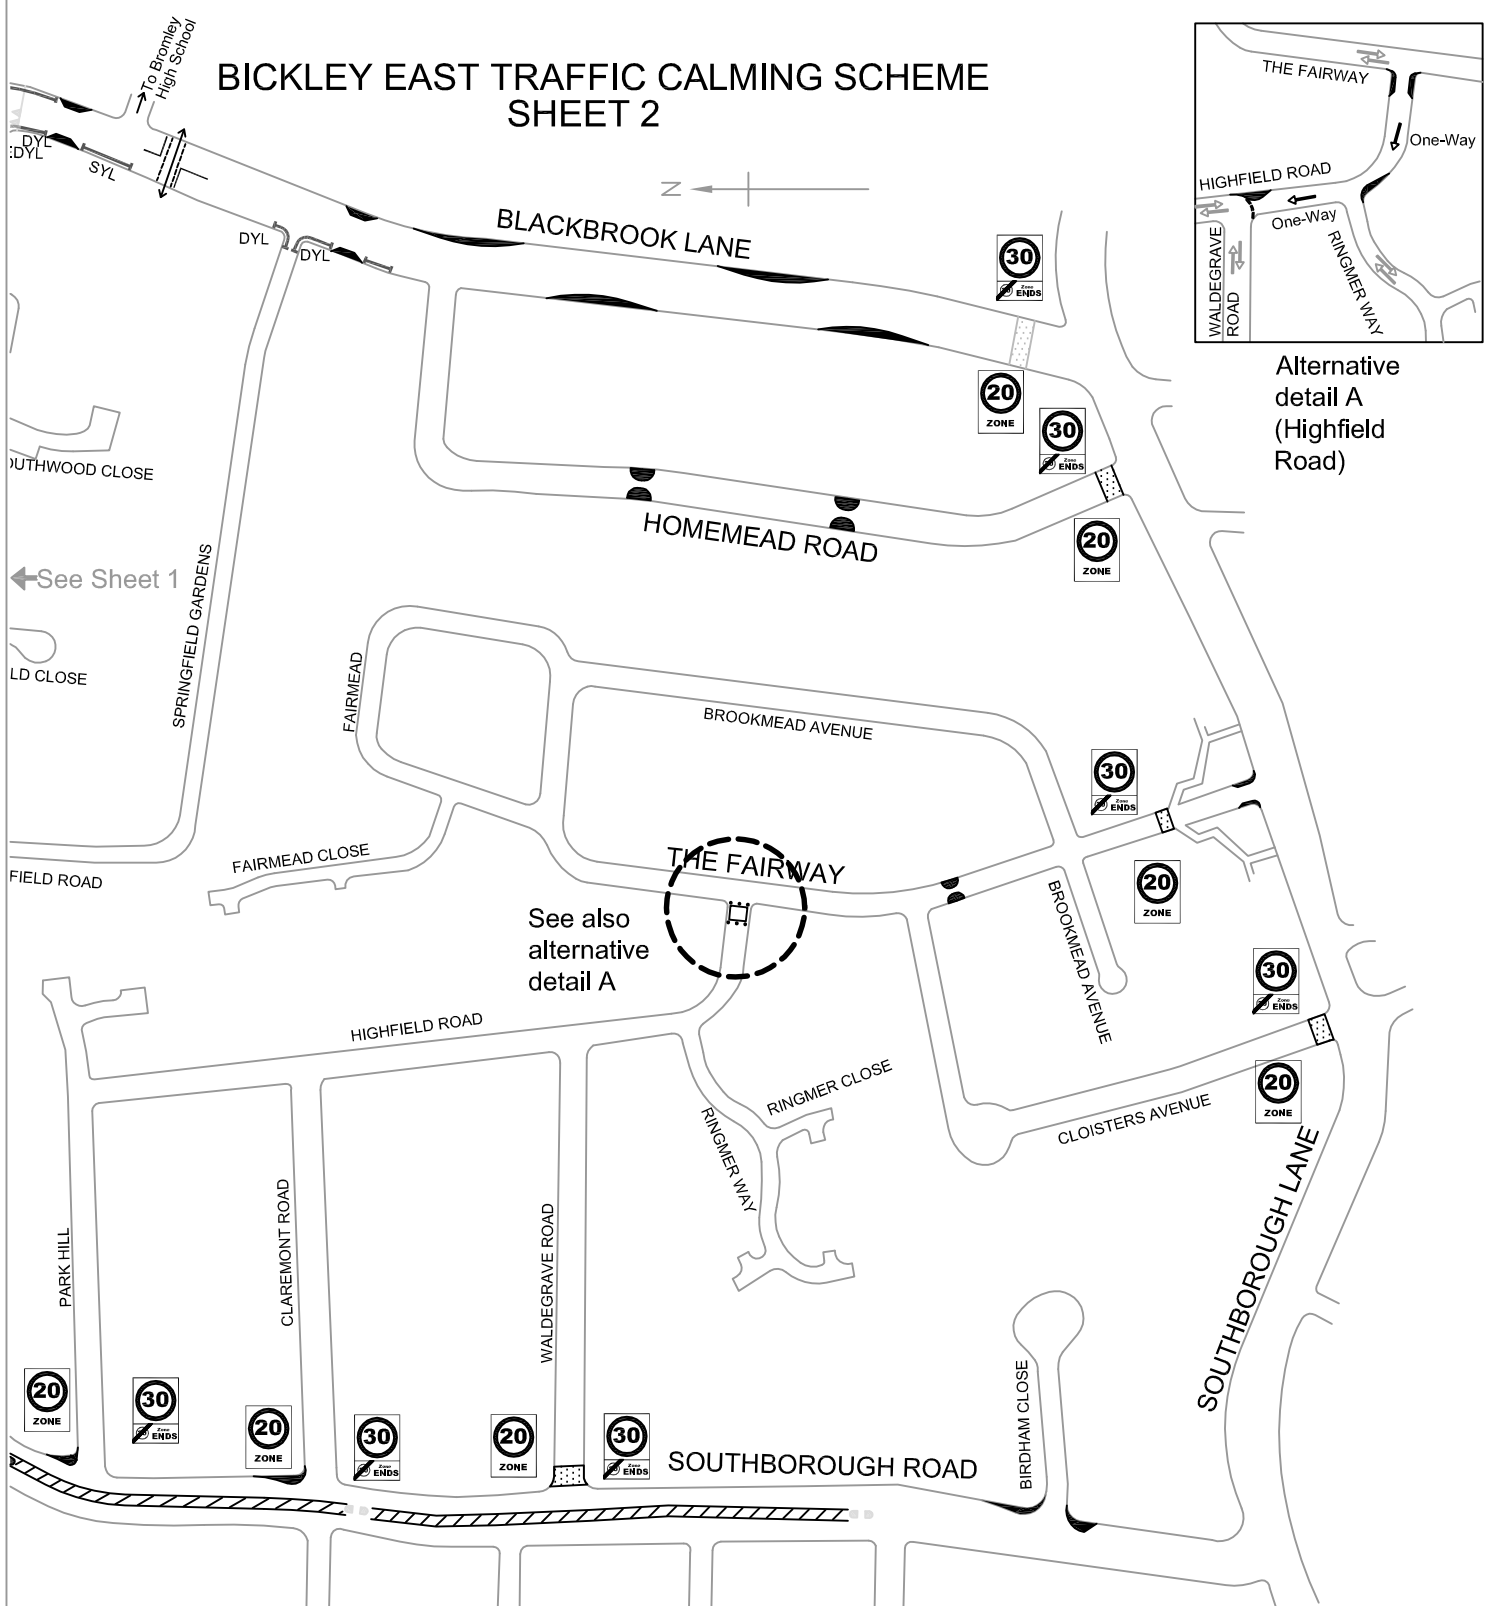 BICKLEY EAST TRAFFIC CALMING SCHEME
SHEET 2
To Bromley
High School
DYL
:DYL
SYL
DYL
DYL
N
BLACKBROOK LANE
30
Zone
ENDS
20
ZONE
30
Zone
ENDS
THE FAIRWAY
One-Way
HIGHFIELD ROAD
One-Way
WALDEGRAVE
ROAD
RINGMER WAY
Alternative
detail A
(Highfield
Road)
OUTHWOOD CLOSE
HOMEMEAD ROAD
20
ZONE
See Sheet 1
SPRINGFIELD GARDENS
LD CLOSE
FAIRMEAD
BROOKMEAD AVENUE
30
Zone
ENDS
FAIRMEAD CLOSE
FIELD ROAD
THE FAIRWAY
20
ZONE
See also
alternative
detail A
BROOKMEAD AVENUE
30
Zone
ENDS
HIGHFIELD ROAD
RINGMER CLOSE
20
ZONE
CLOISTERS AVENUE
RINGMER WAY
SOUTHBOROUGH LANE
PARK HILL
CLAREMONT ROAD
WALDEGRAVE ROAD
BIRDHAM CLOSE
20
ZONE
30
Zone
ENDS
20
ZONE
30
Zone
ENDS
20
ZONE
30
Zone
ENDS
SOUTHBOROUGH ROAD